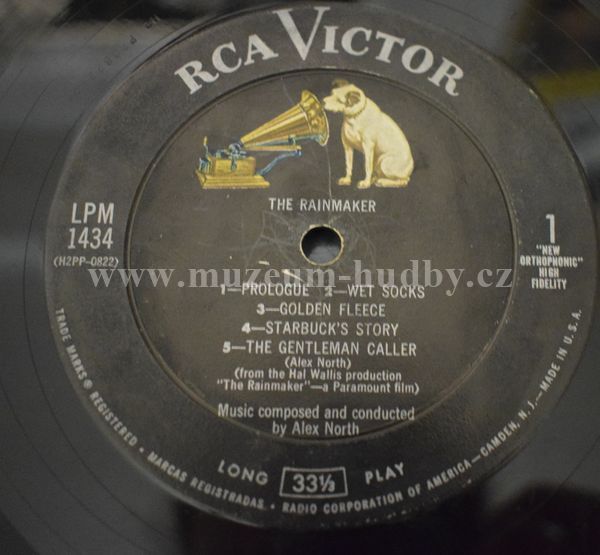 RCA VICTOR
THE RAINMAKER
LPM
1434
(H2PP-0822)
1
"NEW
ORTHOPHONIC"
HIGH
FIDELITY
www.muzeum-hudby.cz
1—PROLOGUE 2—WET SOCKS
3—GOLDEN FLEECE
4—STARBUCK'S STORY
5—THE GENTLEMAN CALLER
(Alex North)
(from the Hal Wallis production
"The Rainmaker"—a Paramount film)
Music composed and conducted
by Alex North
LONG 33⅓ PLAY
TRADE MARKS ® REGISTERED • MARCAS REGISTRADAS • RADIO CORPORATION OF AMERICA—CAMDEN, N. J.—MADE IN U.S.A.